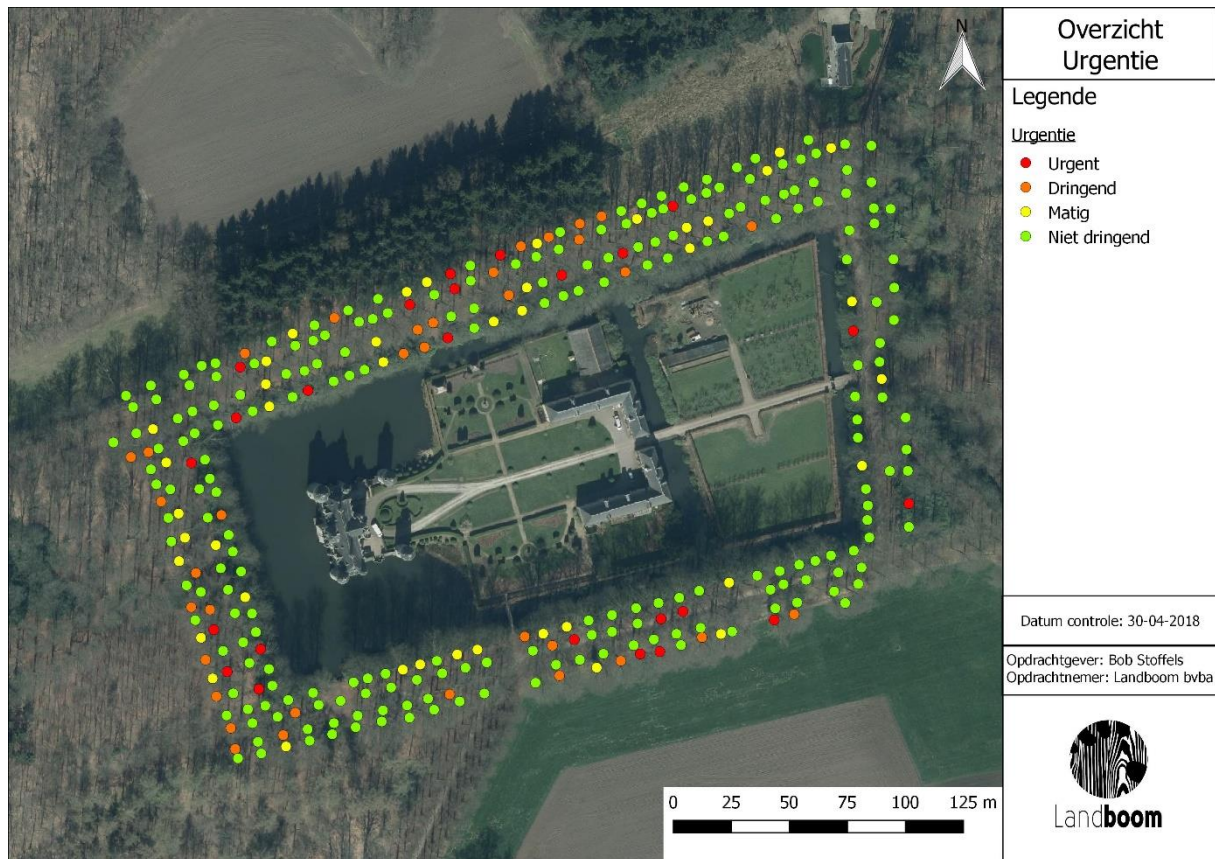 N
Overzicht
Urgentie
Legende
Urgentie
Urgent
Dringend
Matig
Niet dringend
Datum controle: 30-04-2018
Opdrachtgever: Bob Stoffels
Opdrachtnemer: Landboom bvba
Landboom
0 25 50 75 100 125 m